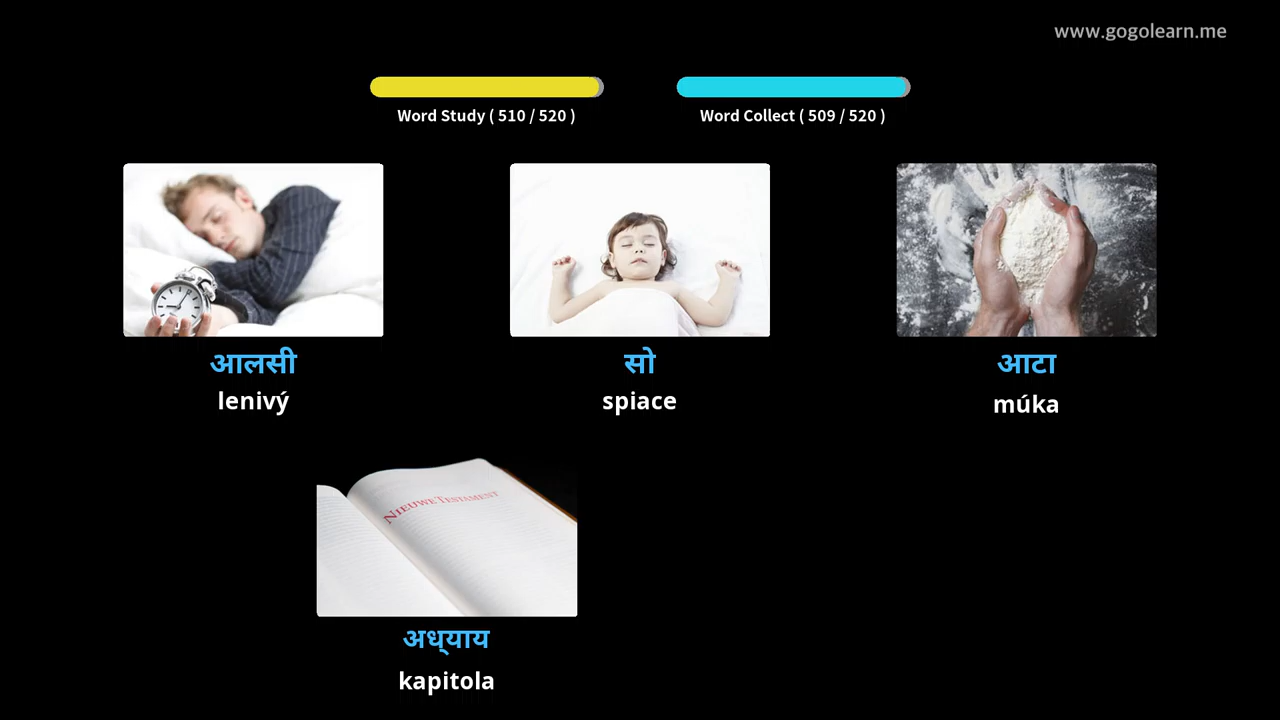 www.gogolearn.me
Word Study ( 510 / 520 )
Word Collect ( 509 / 520 )
आलसी
lenivý
सो
spiace
आटा
múka
NIEUWE TESTAMENT
अध्याय
kapitola